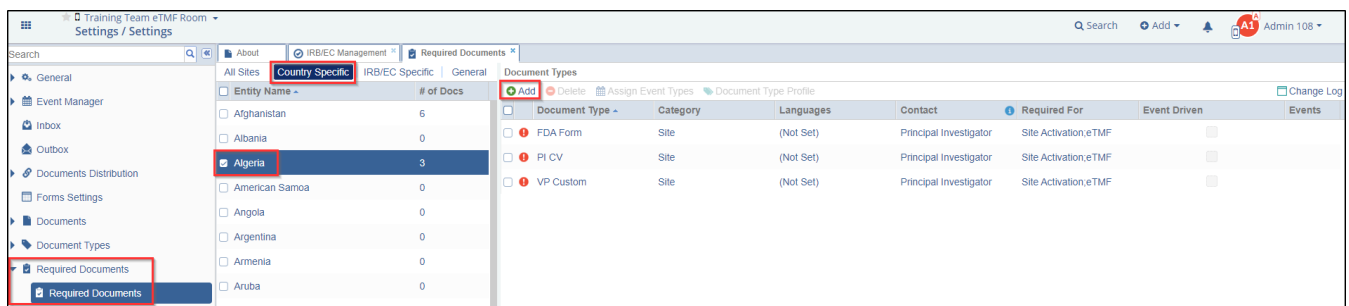 Training Team eTMF Room
Settings / Settings
Search
Add
A
A1
Admin 108
Search
About
IRB/EC Management
Required Documents
General
Event Manager
Inbox
Outbox
Documents Distribution
Forms Settings
Documents
Document Types
Required Documents
Required Documents
All Sites Country Specific IRB/EC Specific General
Entity Name # of Docs
Afghanistan 6
Albania 0
Algeria 3
American Samoa 0
Angola 0
Argentina 0
Armenia 0
Aruba 0
Document Types
Add Delete Assign Event Types Document Type Profile Change Log
Document Type Category Languages Contact Required For Event Driven Events
FDA Form Site (Not Set) Principal Investigator Site Activation;eTMF
PI CV Site (Not Set) Principal Investigator Site Activation;eTMF
VP Custom Site (Not Set) Principal Investigator Site Activation;eTMF